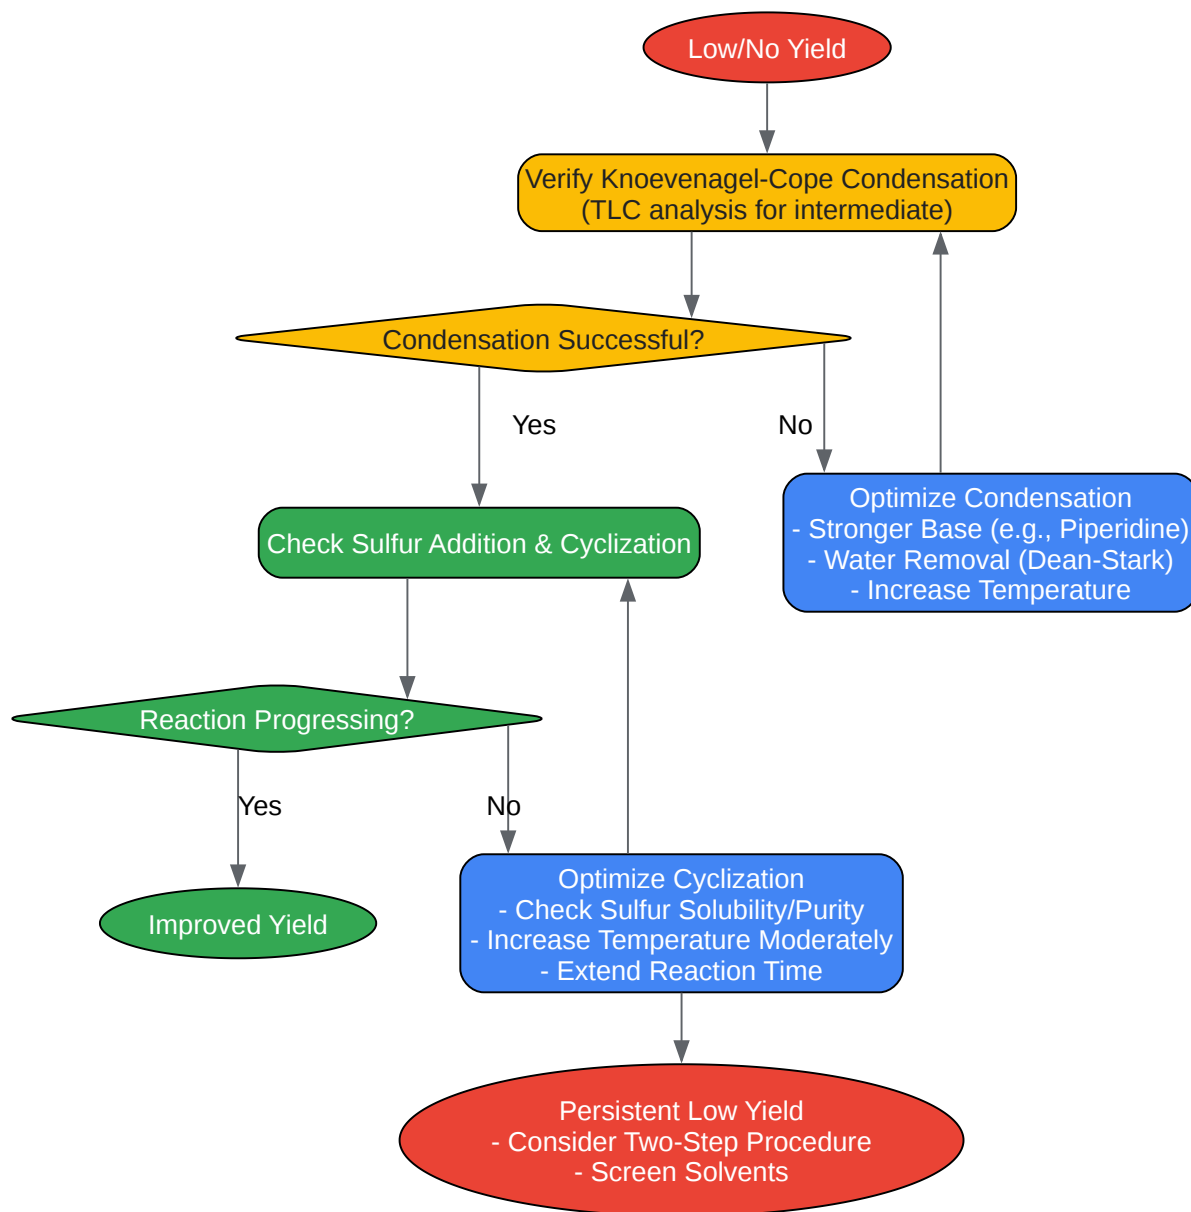 Low/No Yield
Verify Knoevenagel-Cope Condensation
(TLC analysis for intermediate)
Condensation Successful?
Yes
No
Optimize Condensation
- Stronger Base (e.g., Piperidine)
- Water Removal (Dean-Stark)
- Increase Temperature
Check Sulfur Addition & Cyclization
Reaction Progressing?
Yes
No
Optimize Cyclization
- Check Sulfur Solubility/Purity
- Increase Temperature Moderately
- Extend Reaction Time
Improved Yield
Persistent Low Yield
- Consider Two-Step Procedure
- Screen Solvents